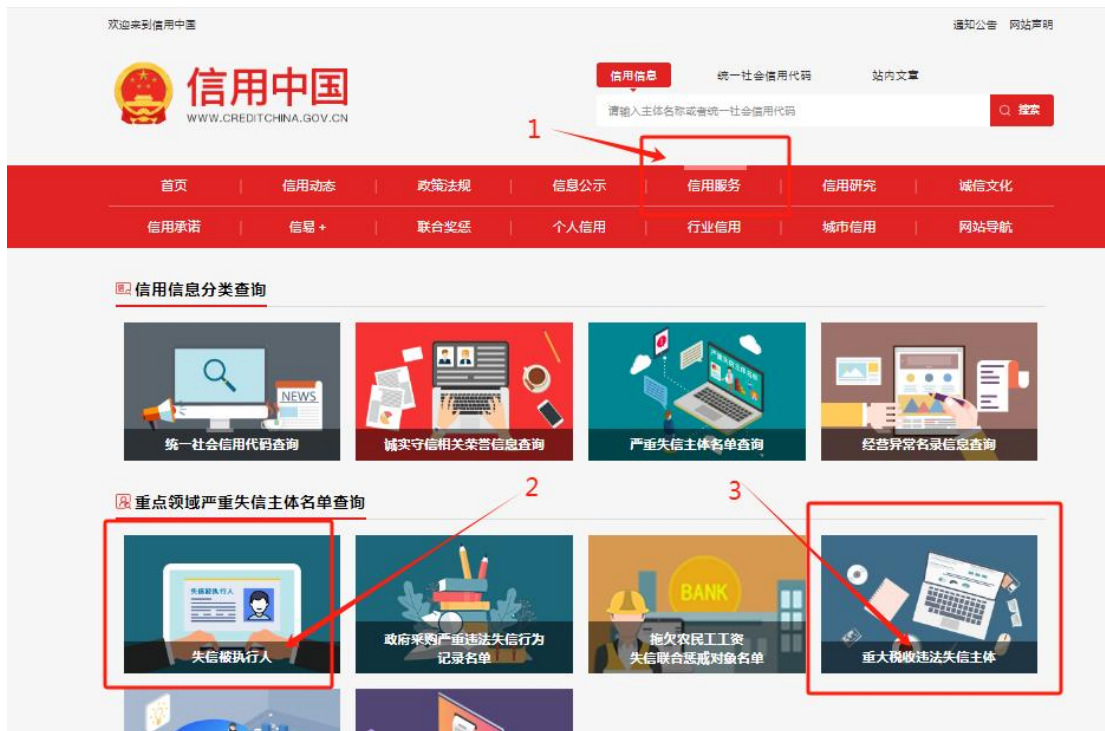 欢迎来到信用中国
通知公告 网站声明
信用中国
WWW.CREDITCHINA.GOV.CN
信用信息 统一社会信用代码 站内文章
请输入主体名称或者统一社会信用代码
搜索
1
首页 | 信用动态 | 政策法规 | 信息公示 | 信用服务 | 信用研究 | 诚信文化
信用承诺 | 信易+ | 联合奖惩 | 个人信用 | 行业信用 | 城市信用 | 网站导航
信用信息分类查询
NEWS
严重失信主体名单
统一社会信用代码查询
诚实守信相关荣誉信息查询
严重失信主体名单查询
经营异常名录信息查询
2
3
重点领域严重失信主体名单查询
失信被执行人
BANK
失信被执行人
政府采购严重违法失信行为
记录名单
拖欠农民工工资
失信联合惩戒对象名单
重大税收违法失信主体